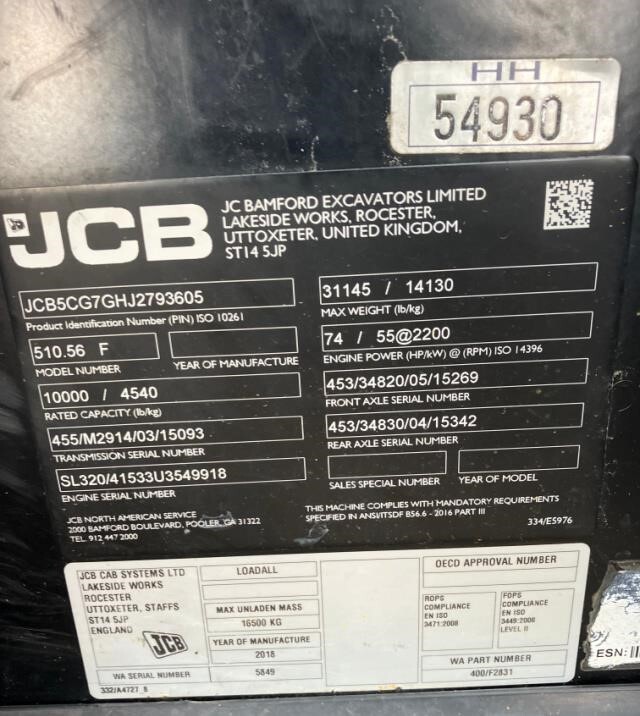 HH
54930
JCB
JC BAMFORD EXCAVATORS LIMITED
LAKESIDE WORKS, ROCESTER,
UTTOXETER, UNITED KINGDOM,
ST14 5JP
JCB5CG7GHJ2793605
Product Identification Number (PIN) ISO 10261
510.56 F
MODEL NUMBER
YEAR OF MANUFACTURE
10000 / 4540
RATED CAPACITY (lb/kg)
455/M2914/03/15093
TRANSMISSION SERIAL NUMBER
SL320/41533U3549918
ENGINE SERIAL NUMBER
31145 / 14130
MAX WEIGHT (lb/kg)
74 / 55@2200
ENGINE POWER (HP/kW) @ (RPM) ISO 14396
453/34820/05/15269
FRONT AXLE SERIAL NUMBER
453/34830/04/15342
REAR AXLE SERIAL NUMBER
SALES SPECIAL NUMBER
YEAR OF MODEL
JCB NORTH AMERICAN SERVICE
2000 BAMFORD BOULEVARD, POOLER, GA 31322
TEL. 912 447 2000
THIS MACHINE COMPLIES WITH MANDATORY REQUIREMENTS
SPECIFIED IN ANSI/ITSDF B56.6 - 2016 PART III
334/E5976
JCB CAB SYSTEMS LTD
LAKESIDE WORKS
ROCESTER
UTTOXETER, STAFFS
ST14 5JP
ENGLAND
JCB
WA SERIAL NUMBER
332/A4727_8
LOADALL
MAX UNLADEN MASS
16500 KG
YEAR OF MANUFACTURE
2018
5849
OECD APPROVAL NUMBER
ROPS
COMPLIANCE
EN ISO
3471:2008
FOPS
COMPLIANCE
EN ISO
3449:2008
LEVEL II
WA PART NUMBER
400/F2831
ESN: